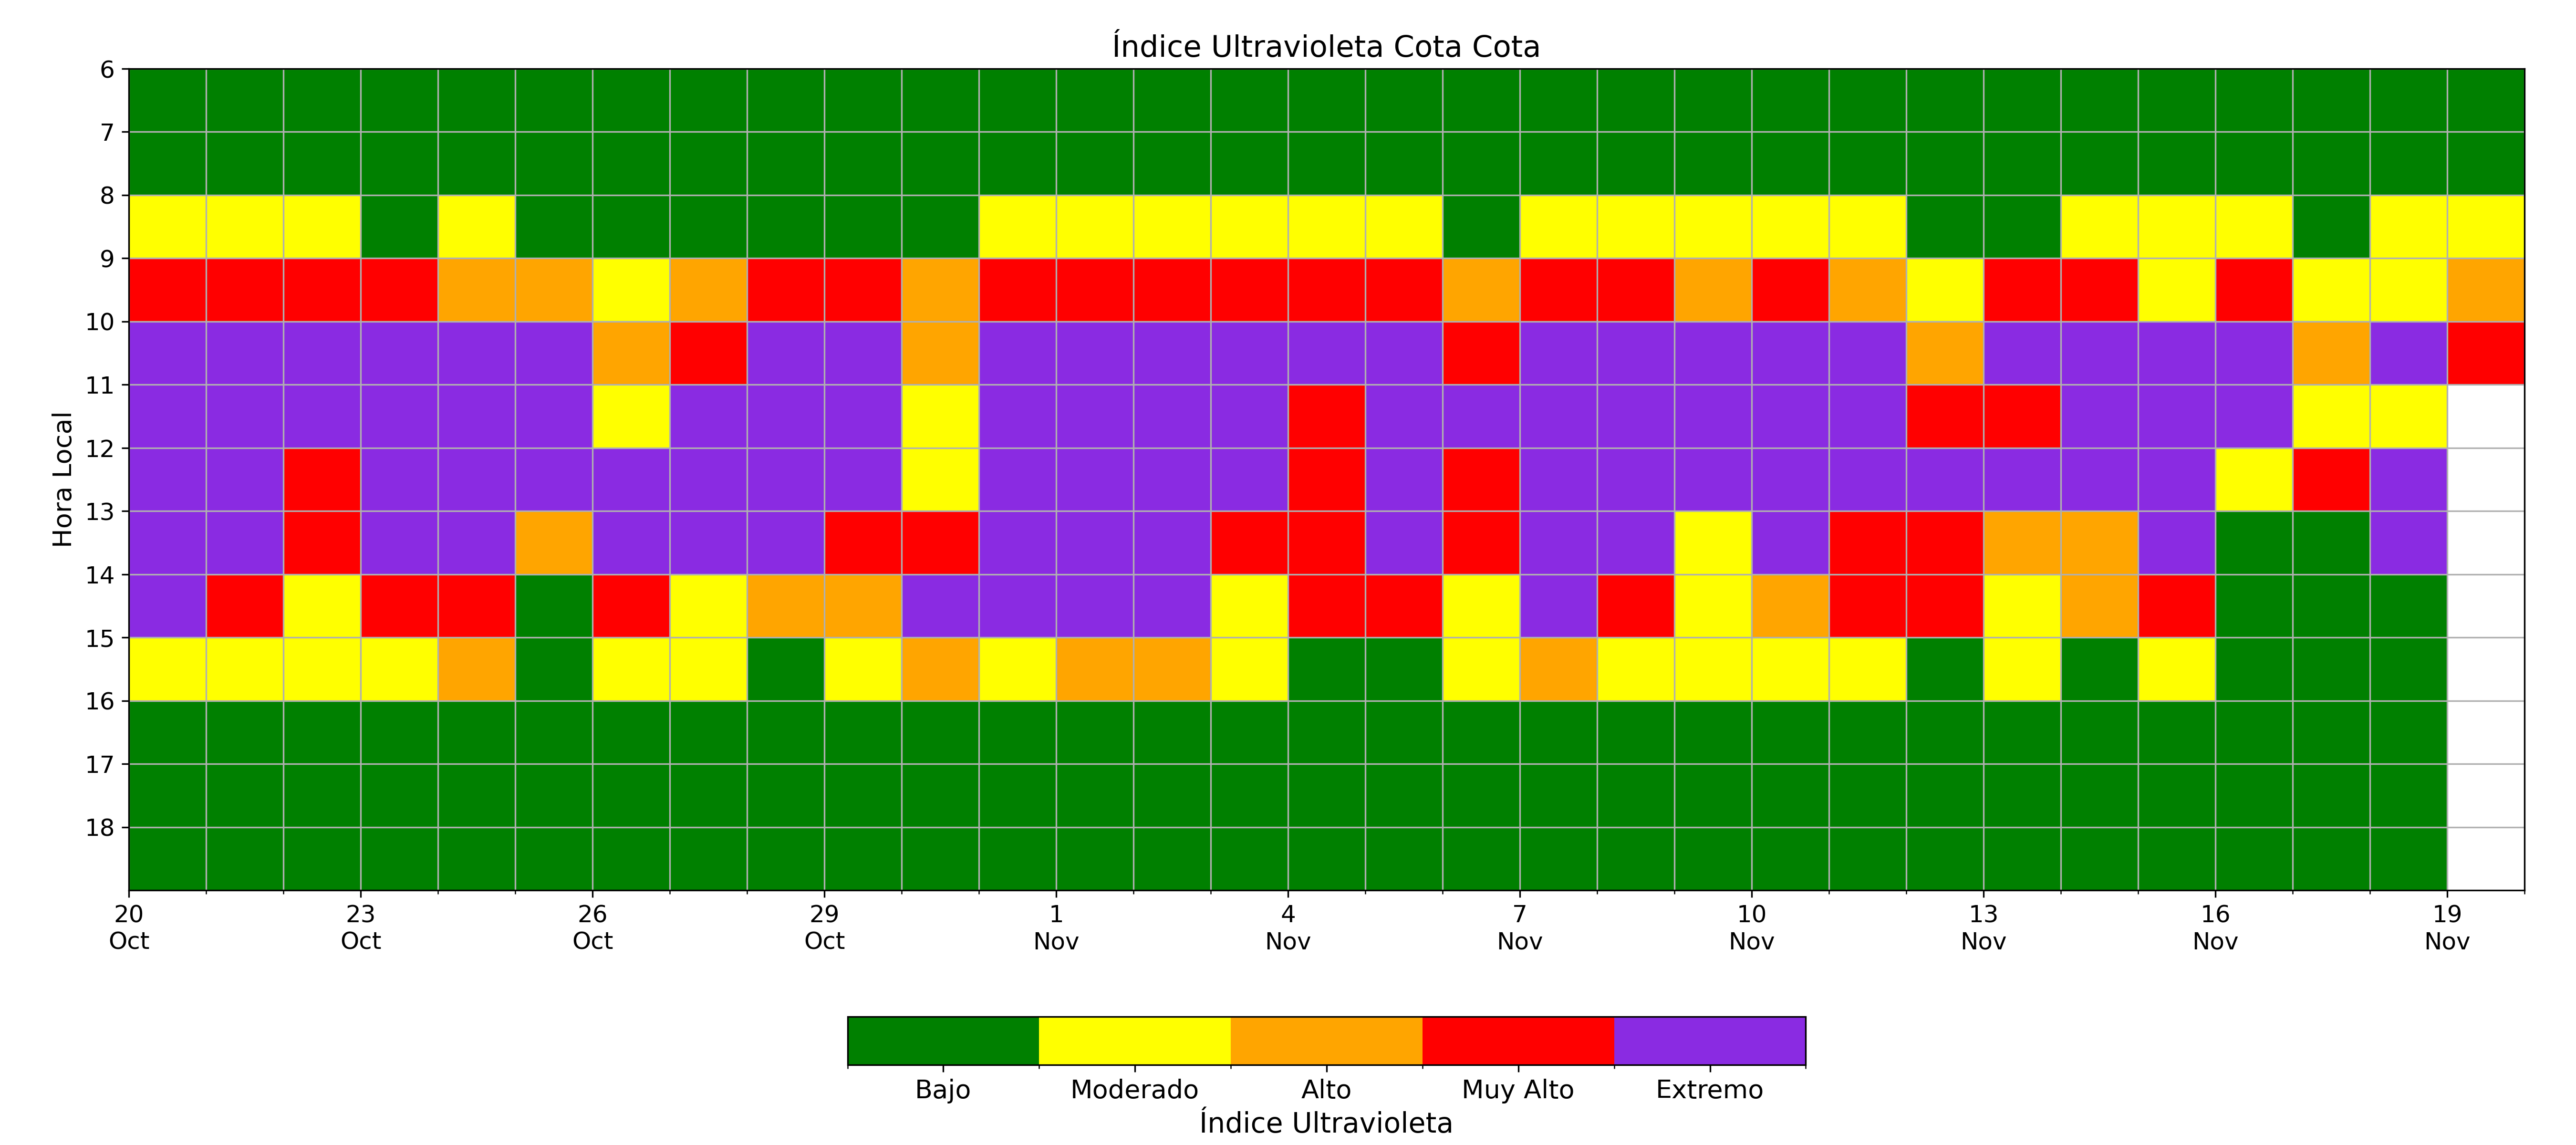 Índice Ultravioleta Cota Cota
Hora Local
6
7
8
9
10
11
12
13
14
15
16
17
18
20 23 26 29 1 4 7 10 13 16 19
Oct Oct Oct Oct Nov Nov Nov Nov Nov Nov Nov
Bajo Moderado Alto Muy Alto Extremo
Índice Ultravioleta